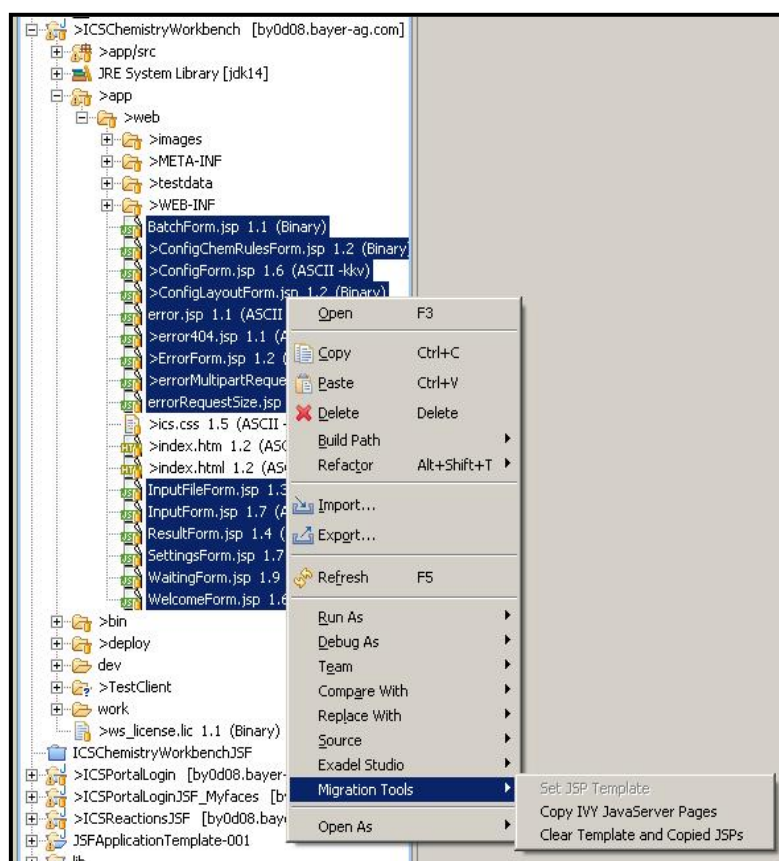 >ICSChemistryWorkbench [by0d08.bayer-ag.com]
>app/src
JRE System Library [jdk14]
>app
>web
>images
>META-INF
>testdata
>WEB-INF
BatchForm.jsp 1.1 (Binary)
>ConfigChemRulesForm.jsp 1.2 (Binary
>ConfigForm.jsp 1.6 (ASCII -kkv)
>ConfigLayoutForm.jsp 1.2 (Binary)
error.jsp 1.1 (ASCII
>error404.jsp 1.1 (A
>ErrorForm.jsp 1.2 (
>errorMultipartReque
errorRequestSize.jsp
>ics.css 1.5 (ASCII -
>index.htm 1.2 (ASC
>index.html 1.2 (AS
InputFileForm.jsp 1.3
InputForm.jsp 1.7 (A
ResultForm.jsp 1.4 (
SettingsForm.jsp 1.7
WaitingForm.jsp 1.9
WelcomeForm.jsp 1.6
>bin
>deploy
dev
>TestClient
work
>ws_license.lic 1.1 (Binary)
ICSChemistryWorkbenchJSF
>ICSPortalLogin [by0d08.bayer-
>ICSPortalLoginJSF_Myfaces [b
>ICSReactionsJSF [by0d08.bay
JSFApplicationTemplate-001
lib
Open F3
Copy Ctrl+C
Paste Ctrl+V
Delete Delete
Build Path
Refactor Alt+Shift+T
Import...
Export...
Refresh F5
Run As
Debug As
Team
Compare With
Replace With
Source
Exadel Studio
Migration Tools
Open As
Set JSP Template
Copy IVY JavaServer Pages
Clear Template and Copied JSPs